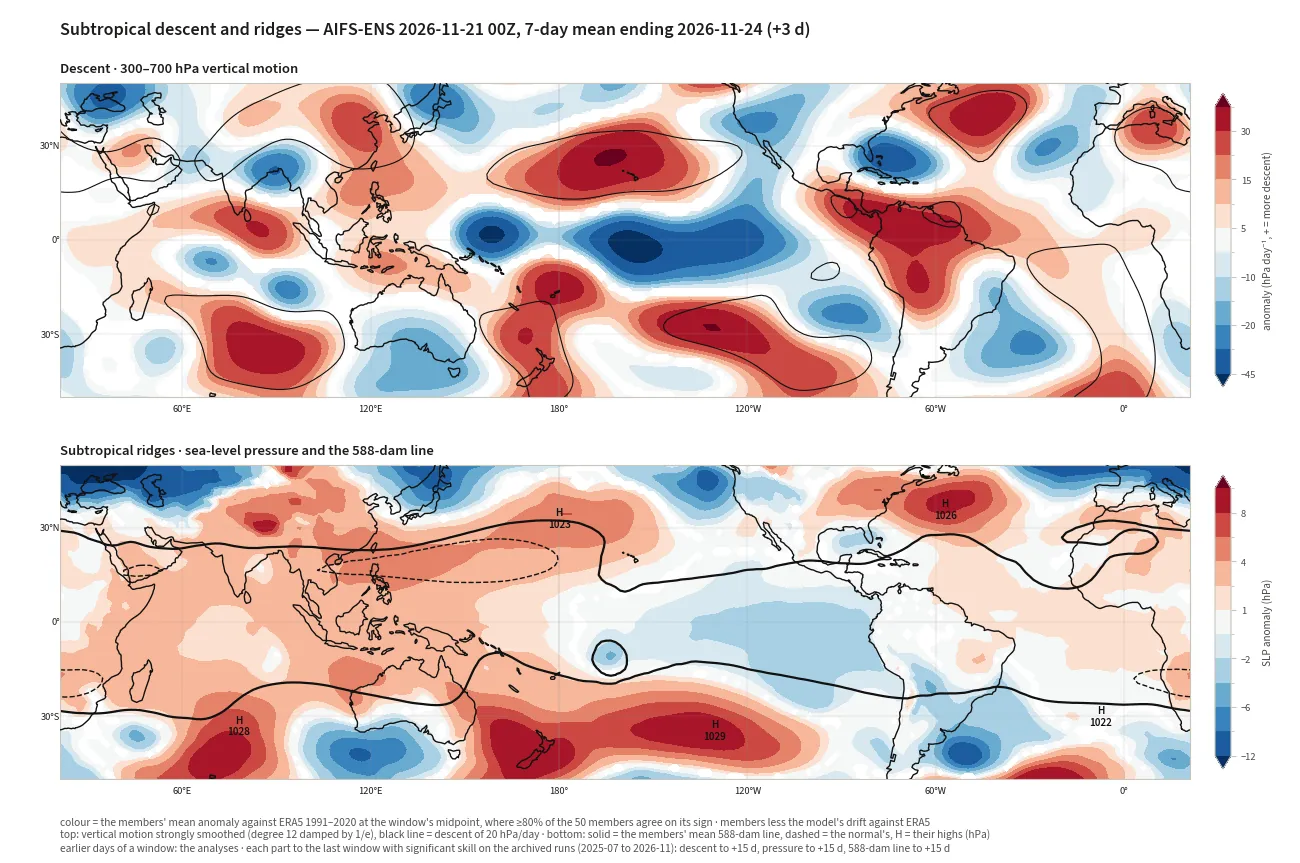 Subtropical descent and ridges — AIFS-ENS 2026-11-21 00Z, 7-day mean ending 2026-11-24 (+3 d)
Descent · 300–700 hPa vertical motion
30°N
0°
30°S
60°E
120°E
180°
120°W
60°W
0°
30
15
5
−10
−20
−45
anomaly (hPa day⁻¹, + = more descent)
Subtropical ridges · sea-level pressure and the 588-dam line
30°N
0°
30°S
H
1023
H
1026
H
1028
H
1029
H
1022
60°E
120°E
180°
120°W
60°W
0°
8
4
1
−2
−6
−12
SLP anomaly (hPa)
colour = the members' mean anomaly against ERA5 1991–2020 at the window's midpoint, where ≥80% of the 50 members agree on its sign · members less the model's drift against ERA5
top: vertical motion strongly smoothed (degree 12 damped by 1/e), black line = descent of 20 hPa/day · bottom: solid = the members' mean 588-dam line, dashed = the normal's, H = their highs (hPa)
earlier days of a window: the analyses · each part to the last window with significant skill on the archived runs (2025-07 to 2026-11): descent to +15 d, pressure to +15 d, 588-dam line to +15 d